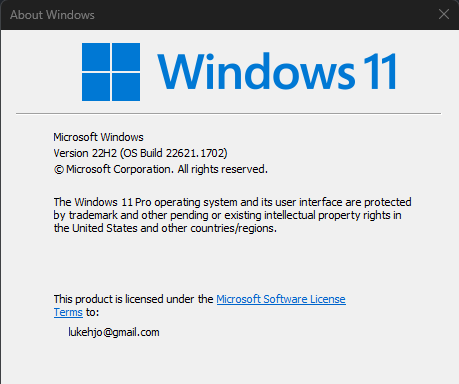 About Windows
Windows 11
Microsoft Windows
Version 22H2 (OS Build 22621.1702)
© Microsoft Corporation. All rights reserved.
The Windows 11 Pro operating system and its user interface are protected
by trademark and other pending or existing intellectual property rights in
the United States and other countries/regions.
This product is licensed under the Microsoft Software License
Terms to:
lukehjo@gmail.com